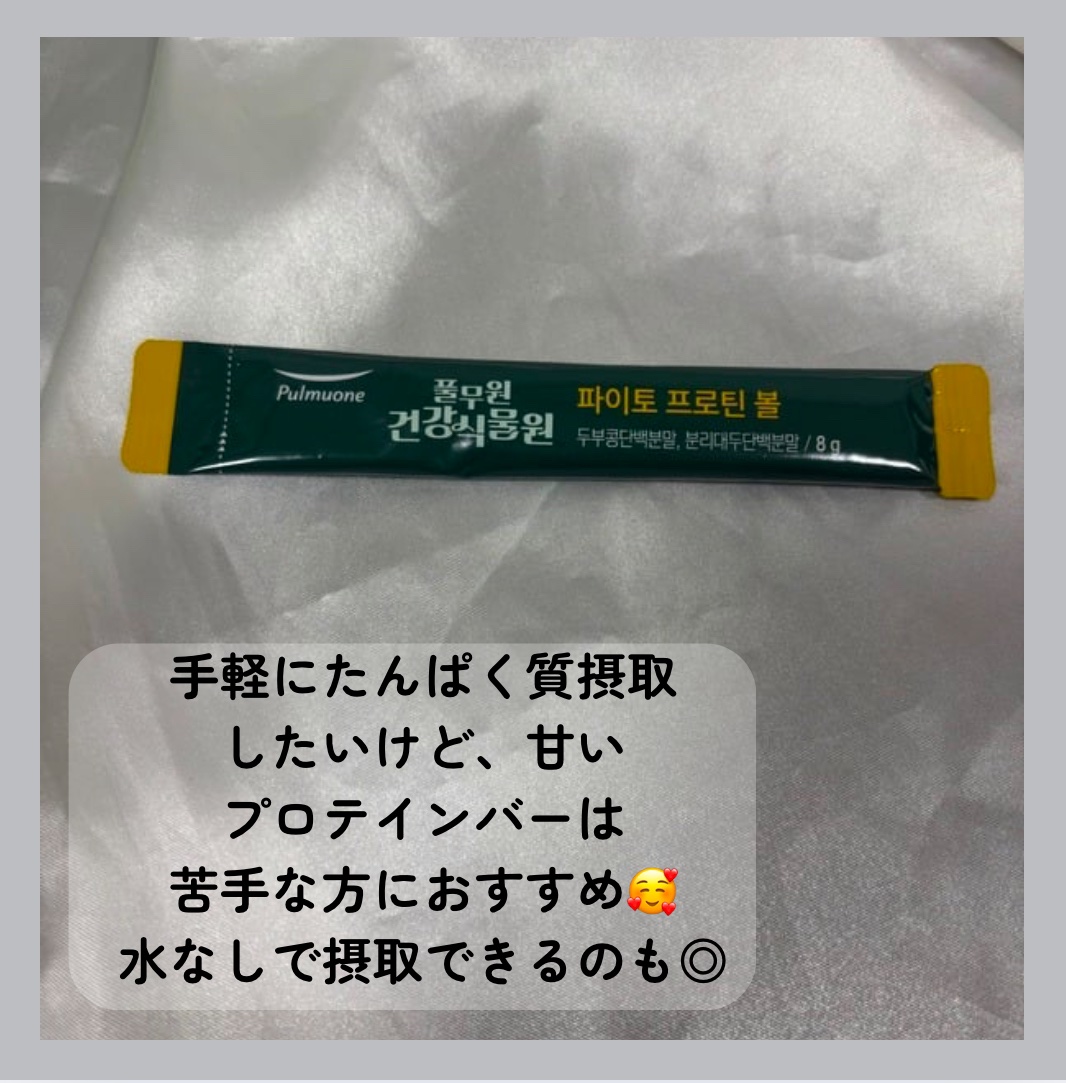 Pulmuone
풀무원
건강식물원
파이토 프로틴 볼
두부콩단백분말, 분리대두단백분말 / 8 g
手軽にたんぱく質摂取
したいけど、甘い
プロテインバーは
苦手な方におすすめ🥰
水なしで摂取できるのも◎